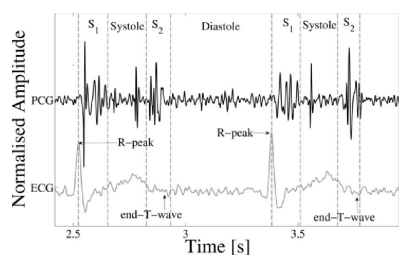 S1 Systole S2 Diastole S1 Systole S2
Normalised Amplitude
PCG
R-peak
R-peak
ECG
end-T-wave
end-T-wave
2.5 3 3.5
Time [s]